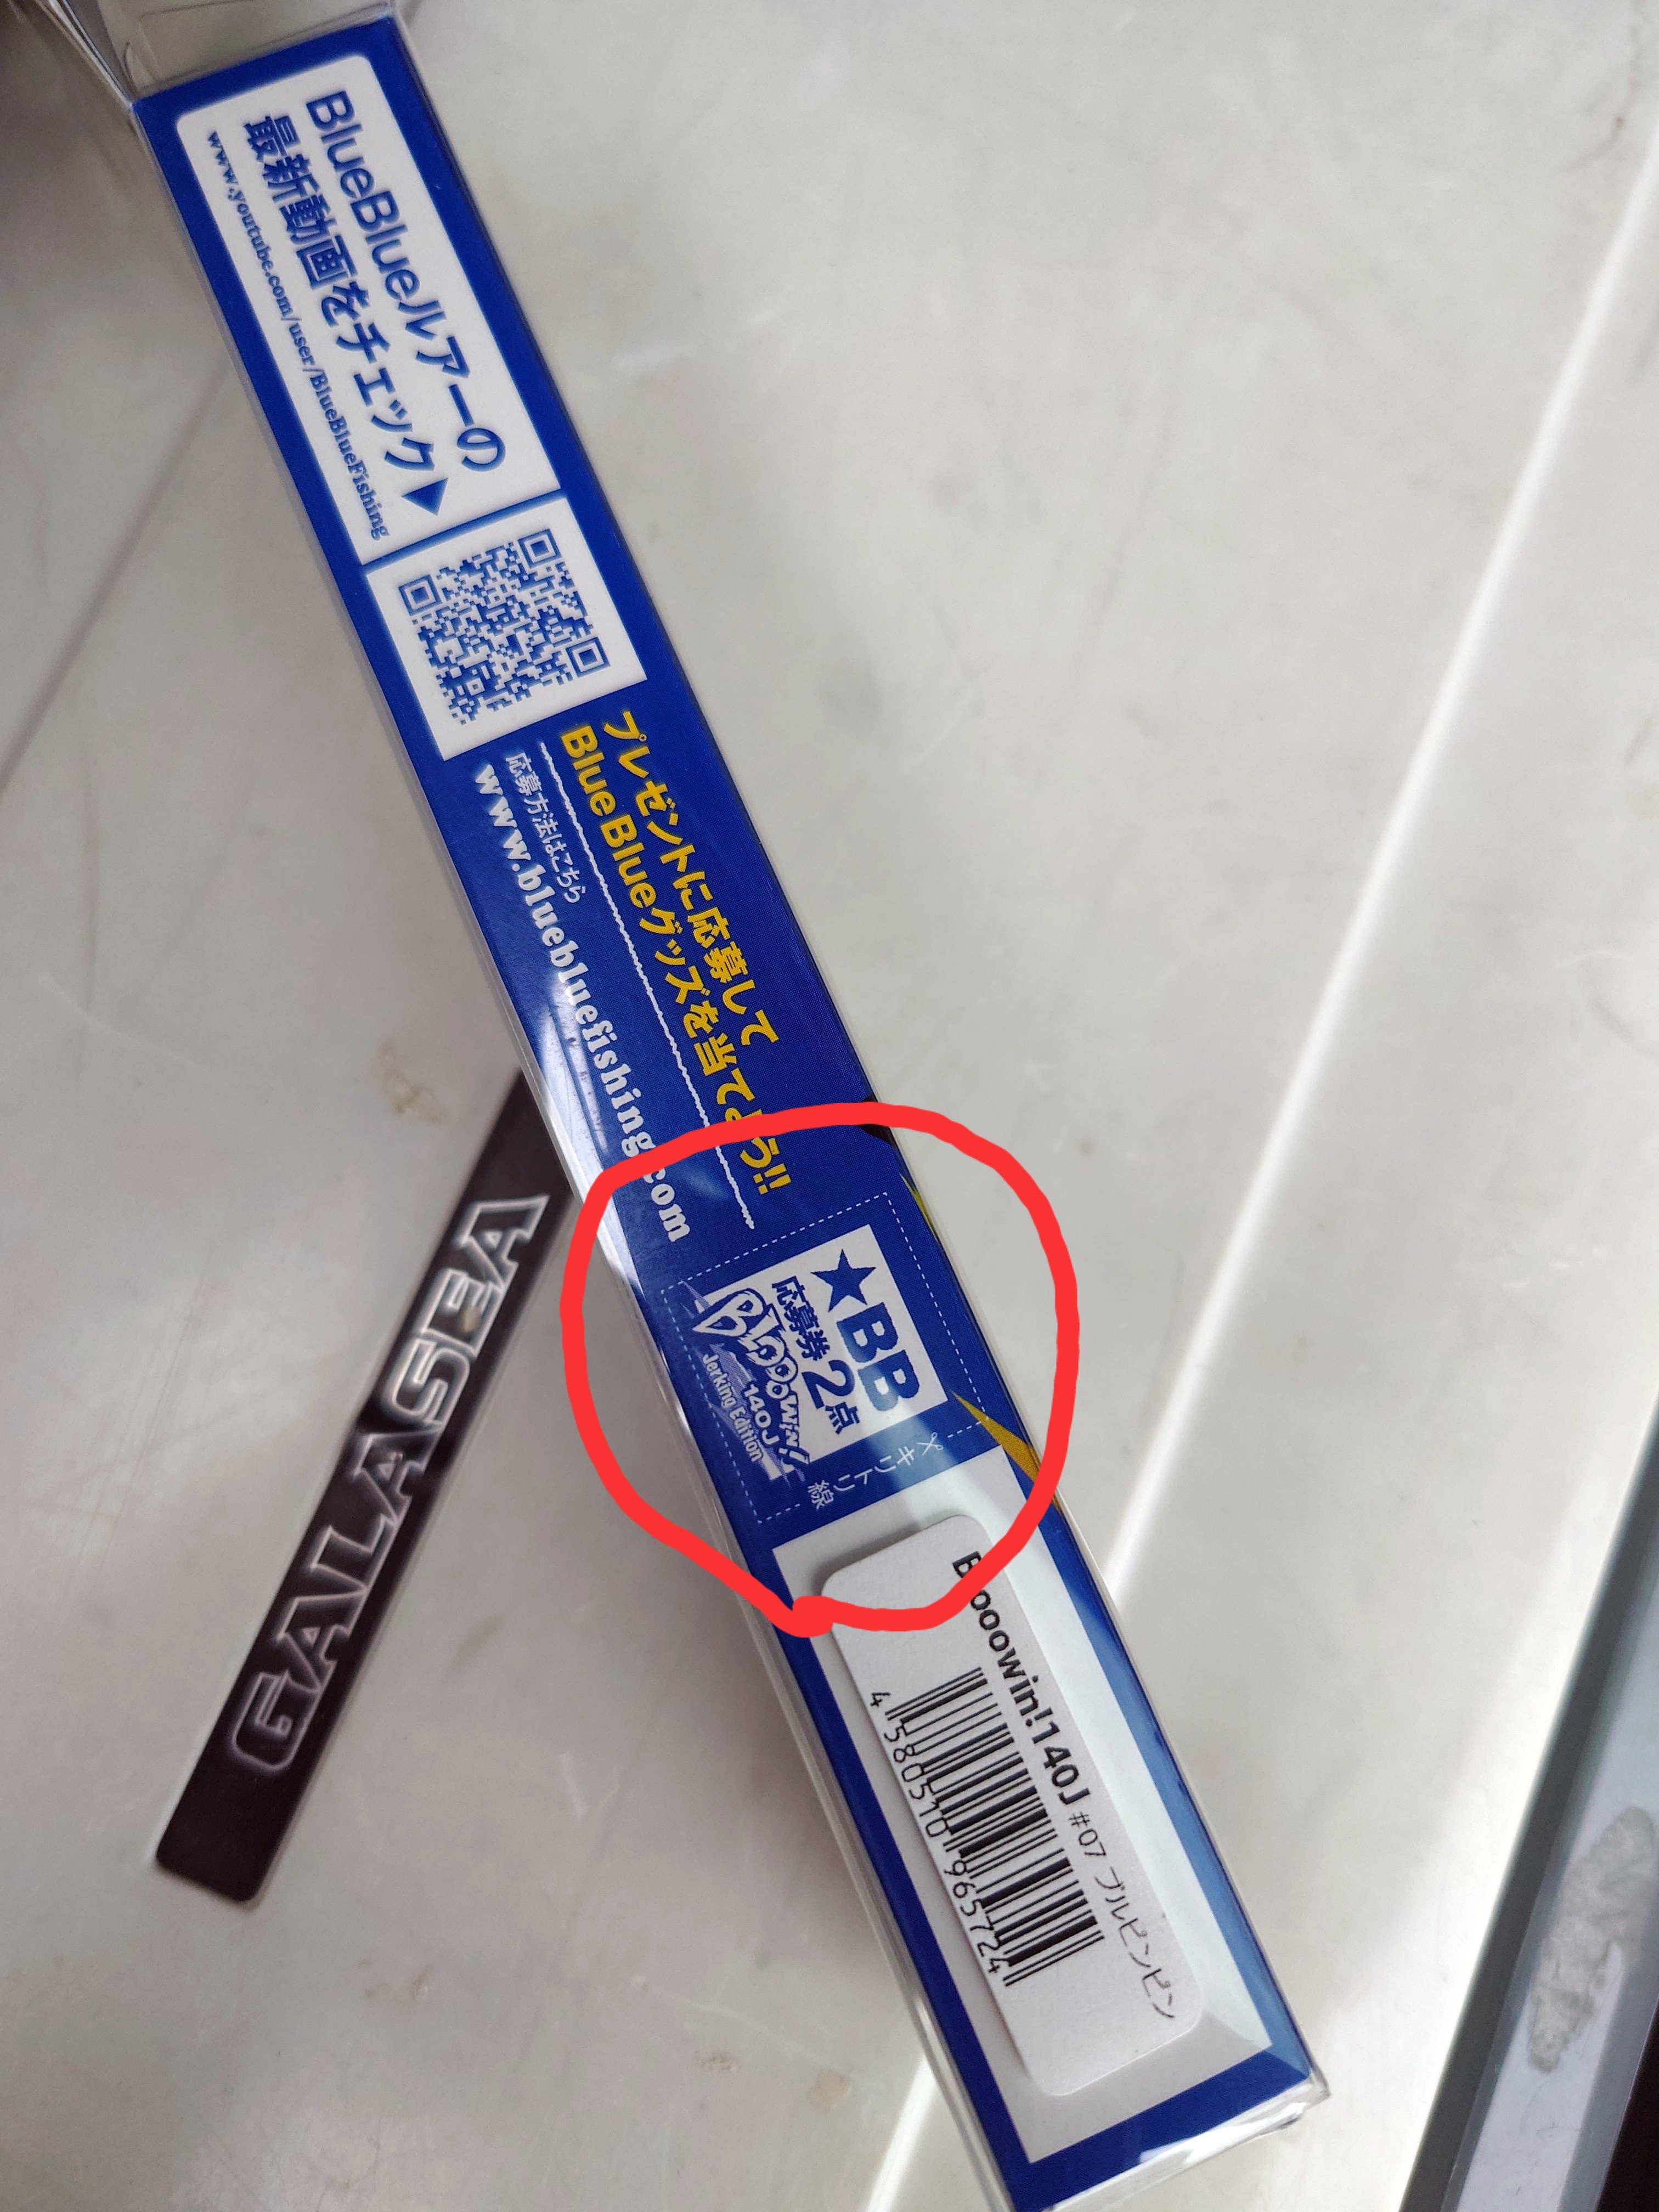 BlueBlueルアーの
最新動画をチェック▶
www.youtube.com/user/BlueBlueFishing
プレゼントに応募して
BlueBlueグッズを当てよう!!
応募方法はこちら
www.bluebluefishing.com
★BB
応募券2点
Blooowin!
140J
Jerking Edition
キリトリ線
Blooowin!140J #07 ブルピンピン
4 580510 965724
GALASEA